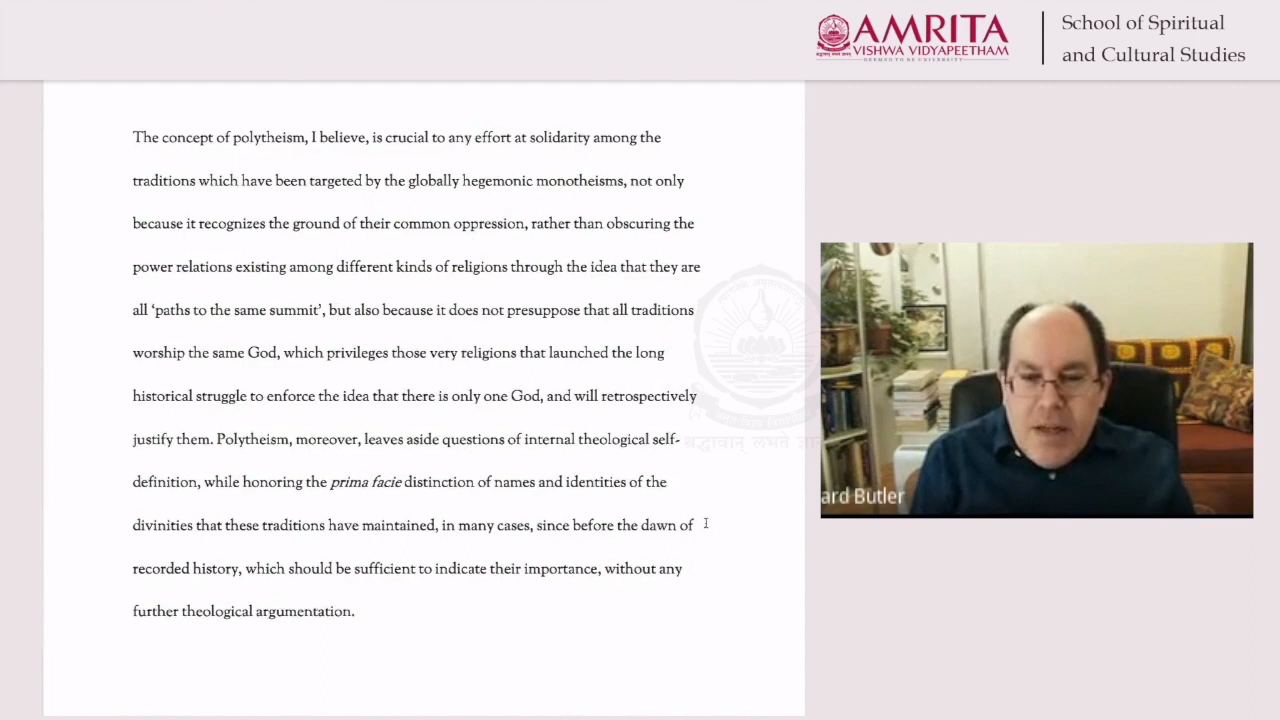 AMRITA
VISHWA VIDYAPEETHAM
DEEMED TO BE UNIVERSITY
School of Spiritual
and Cultural Studies
The concept of polytheism, I believe, is crucial to any effort at solidarity among the
traditions which have been targeted by the globally hegemonic monotheisms, not only
because it recognizes the ground of their common oppression, rather than obscuring the
power relations existing among different kinds of religions through the idea that they are
all ‘paths to the same summit’, but also because it does not presuppose that all traditions
worship the same God, which privileges those very religions that launched the long
historical struggle to enforce the idea that there is only one God, and will retrospectively
justify them. Polytheism, moreover, leaves aside questions of internal theological self-
definition, while honoring the prima facie distinction of names and identities of the
divinities that these traditions have maintained, in many cases, since before the dawn of
recorded history, which should be sufficient to indicate their importance, without any
further theological argumentation.
श्रद्धावान् लभते
ard Butler